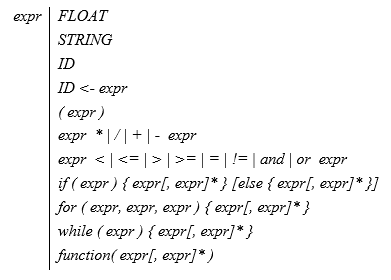 expr FLOAT
STRING
ID
ID <- expr
( expr )
expr * | / | + | - expr
expr < | <= | > | >= | = | != | and | or expr
if ( expr ) { expr[, expr]* } [else { expr[, expr]* }]
for ( expr, expr, expr ) { expr[, expr]* }
while ( expr ) { expr[, expr]* }
function( expr[, expr]* )